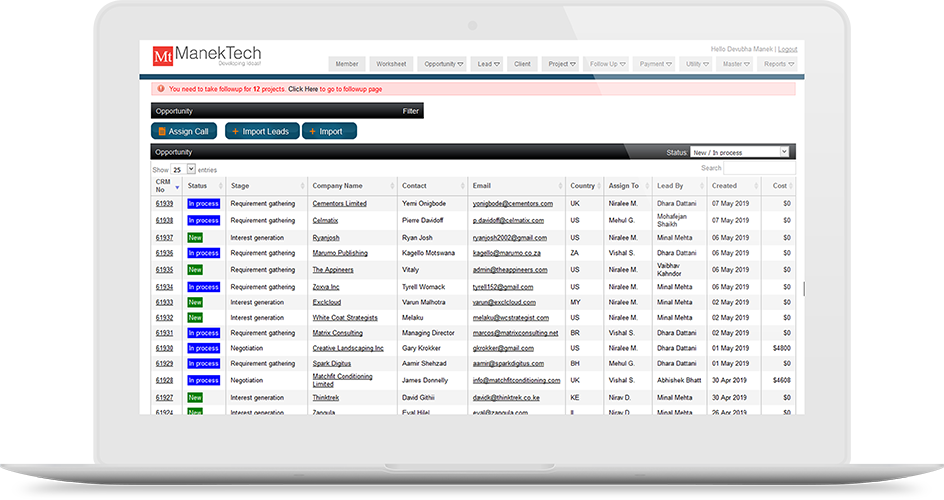 Mt ManekTech
Developing Ideas!
Hello Devubha Manek | Logout
Member Worksheet Opportunity Lead Client Project Follow Up Payment Utility Master Reports
You need to take followup for 12 projects. Click Here to go to followup page
Opportunity Filter
Assign Call + Import Leads + Import
Opportunity Status: New / In process
Show 25 entries Search
CRM No Status Stage Company Name Contact Email Country Assign To Lead By Created Cost
61939 In process Requirement gathering Cementors Limited Yemi Onigbode yonigbode@cementors.com UK Niralee M. Dhara Dattani 07 May 2019 $0
61938 In process Requirement gathering Celmatix Pierre Davidoff p.davidoff@celmatix.com US Mehul G. Mohafejan Shaikh 07 May 2019 $0
61937 New Interest generation Ryanjosh Ryan Josh ryanjosh2002@gmail.com US Niralee M. Minal Mehta 06 May 2019 $0
61936 In process Requirement gathering Marumo Publishing Kagello Motswana kagello@marumo.co.za ZA Vishal S. Dhara Dattani 06 May 2019 $0
61935 New Requirement gathering The Appineers Vitaly admin@theappineers.com US Niralee M. Vaibhav Kahndor 06 May 2019 $0
61934 In process Requirement gathering Zoxva Inc Tyrell Womack tyrell152@gmail.com US Niralee M. Minal Mehta 06 May 2019 $0
61933 New Interest generation Exclcloud Varun Malhotra varun@exclcloud.com MY Niralee M. Minal Mehta 02 May 2019 $0
61932 New Interest generation White Coat Strategists Melaku melaku@wcstrategist.com US Niralee M. Minal Mehta 02 May 2019 $0
61931 In process Requirement gathering Matrix Consulting Managing Director marcos@matrixconsulting.net BR Vishal S. Dhara Dattani 02 May 2019 $0
61930 In process Negotiation Creative Landscaping Inc Gary Krokker gkrokker@gmail.com US Niralee M. Dhara Dattani 01 May 2019 $4800
61929 In process Requirement gathering Spark Digitus Aamir Shehzad aamir@sparkdigitus.com BH Mehul G. Dhara Dattani 01 May 2019 $0
61928 In process Negotiation Matchfit Conditioning Limited James Donnelly info@matchfitconditioning.com UK Vishal S. Abhishek Bhatt 30 Apr 2019 $4608
61927 New Interest generation Thinktrek David Githii davidk@thinktrek.co.ke KE Nirav D. Minal Mehta 30 Apr 2019 $0
61924 New Interest generation Zangula Eyal Hilel eyal@zangula.com IL Nirav D. Minal Mehta 26 Apr 2019 $0